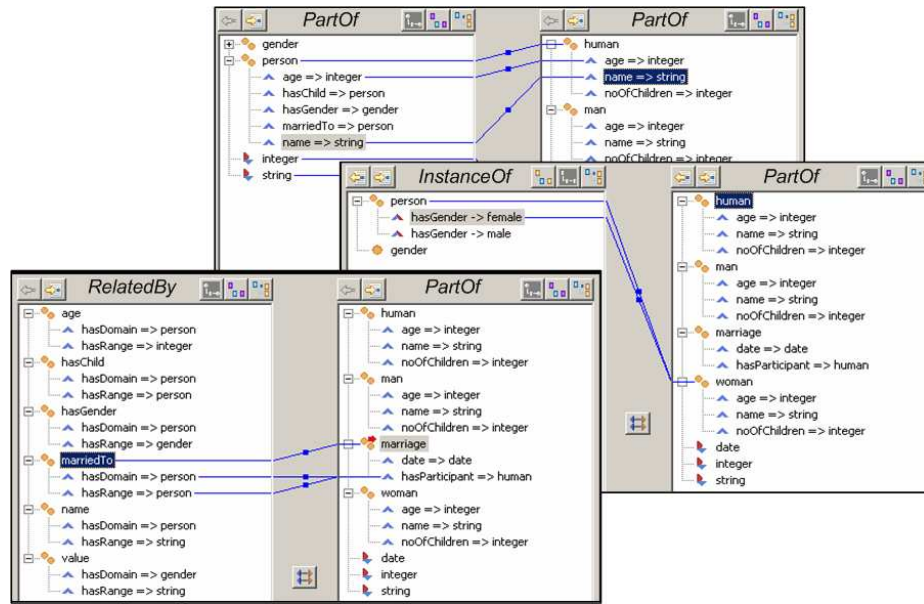 PartOf
gender
person
age => integer
hasChild => person
hasGender => gender
marriedTo => person
name => string
integer
string
PartOf
human
age => integer
name => string
noOfChildren => integer
man
age => integer
name => string
noOfChildren => integer
InstanceOf
person
hasGender -> female
hasGender -> male
gender
PartOf
human
age => integer
name => string
noOfChildren => integer
man
age => integer
name => string
noOfChildren => integer
marriage
date => date
hasParticipant => human
woman
age => integer
name => string
noOfChildren => integer
date
integer
string
RelatedBy
age
hasDomain => person
hasRange => integer
hasChild
hasDomain => person
hasRange => person
hasGender
hasDomain => person
hasRange => gender
marriedTo
hasDomain => person
hasRange => person
name
hasDomain => person
hasRange => string
value
hasDomain => gender
hasRange => string
PartOf
human
age => integer
name => string
noOfChildren => integer
man
age => integer
name => string
noOfChildren => integer
marriage
date => date
hasParticipant => human
woman
age => integer
name => string
noOfChildren => integer
date
integer
string